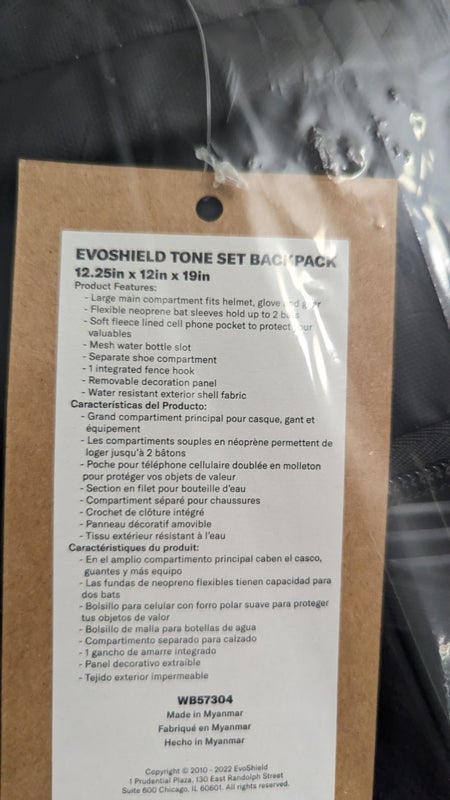 EVOSHIELD TONE SET BACKPACK
12.25in x 12in x 19in
Product Features:
- Large main compartment fits helmet, glove and
- Flexible neoprene bat sleeves hold up to 2
- Soft fleece lined cell phone pocket to protect your
valuables
- Mesh water bottle slot
- Separate shoe compartment
- 1 integrated fence hook
- Removable decoration panel
- Water resistant exterior shell fabric
Características del Producto:
- Grand compartiment principal pour casque, gant et
équipement
- Les compartiments souples en néoprène permettent de
loger jusqu'à 2 bâtons
- Poche pour téléphone cellulaire doublée en molleton
pour protéger vos objets de valeur
- Section en filet pour bouteille d'eau
- Compartiment séparé pour chaussures
- Crochet de clôture intégré
- Panneau décoratif amovible
- Tissu extérieur résistant à l'eau
Caractéristiques du produit:
- En el amplio compartimento principal caben el casco,
guantes y más equipo
- Las fundas de neopreno flexibles tienen capacidad para
dos bats
- Bolsillo para celular con forro polar suave para proteger
tus objetos de valor
- Bolsillo de malla para botellas de agua
- Compartimento separado para calzado
- 1 gancho de amarre integrado
- Panel decorativo extraíble
- Tejido exterior impermeable
WB57304
Made in Myanmar
Fabriqué en Myanmar
Hecho in Myanmar
Copyright © 2010 - 2022 EvoShield
1 Prudential Plaza, 130 East Randolph Street
Suite 600 Chicago, IL 60601. All rights reserved.